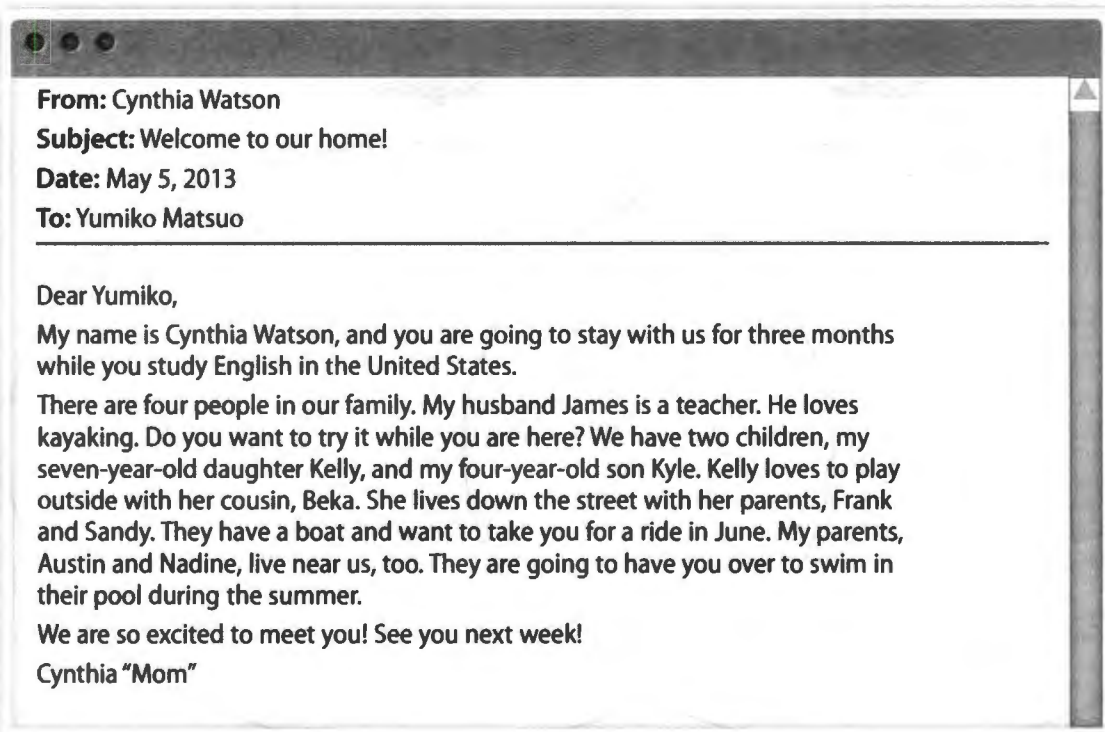 From: Cynthia Watson
Subject: Welcome to our home!
Date: May 5, 2013
To: Yumiko Matsuo
Dear Yumiko,
My name is Cynthia Watson, and you are going to stay with us for three months
while you study English in the United States.
There are four people in our family. My husband James is a teacher. He loves
kayaking. Do you want to try it while you are here? We have two children, my
seven-year-old daughter Kelly, and my four-year-old son Kyle. Kelly loves to play
outside with her cousin, Beka. She lives down the street with her parents, Frank
and Sandy. They have a boat and want to take you for a ride in June. My parents,
Austin and Nadine, live near us, too. They are going to have you over to swim in
their pool during the summer.
We are so excited to meet you! See you next week!
Cynthia “Mom”